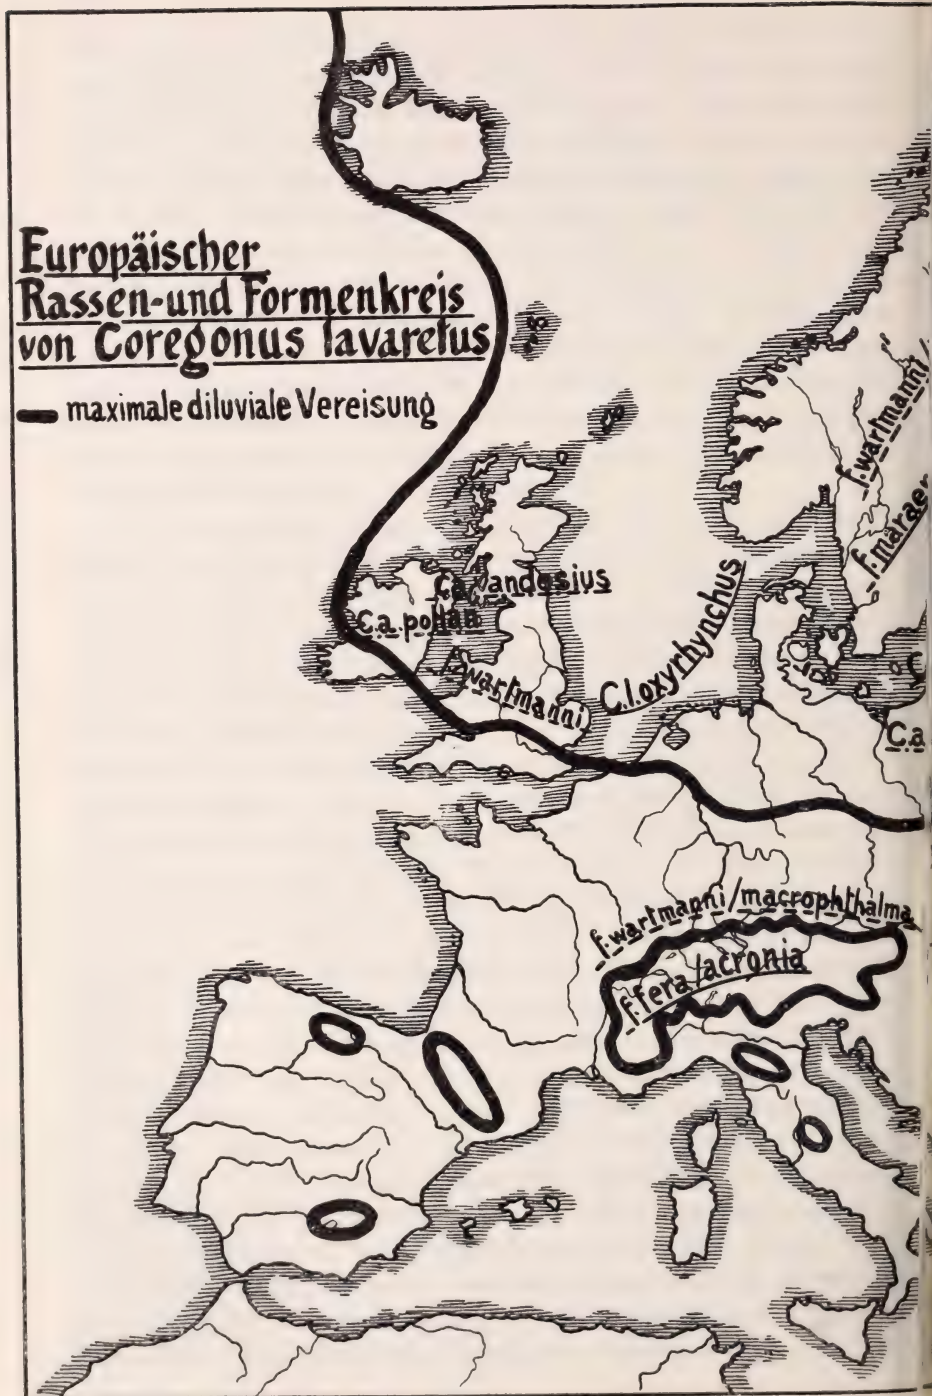 Europäischer
Rassen-und Formenkreis
von Coregonus lavaretus
maximale diluviale Vereisung
f. wartmanni/
f. maraen
C.a. vandesius
C.a. pollan
f. wartmanni
C.l. oxyrhynchus
C
C.a
f. wartmanni/macrophthalma
f. fera/acronia